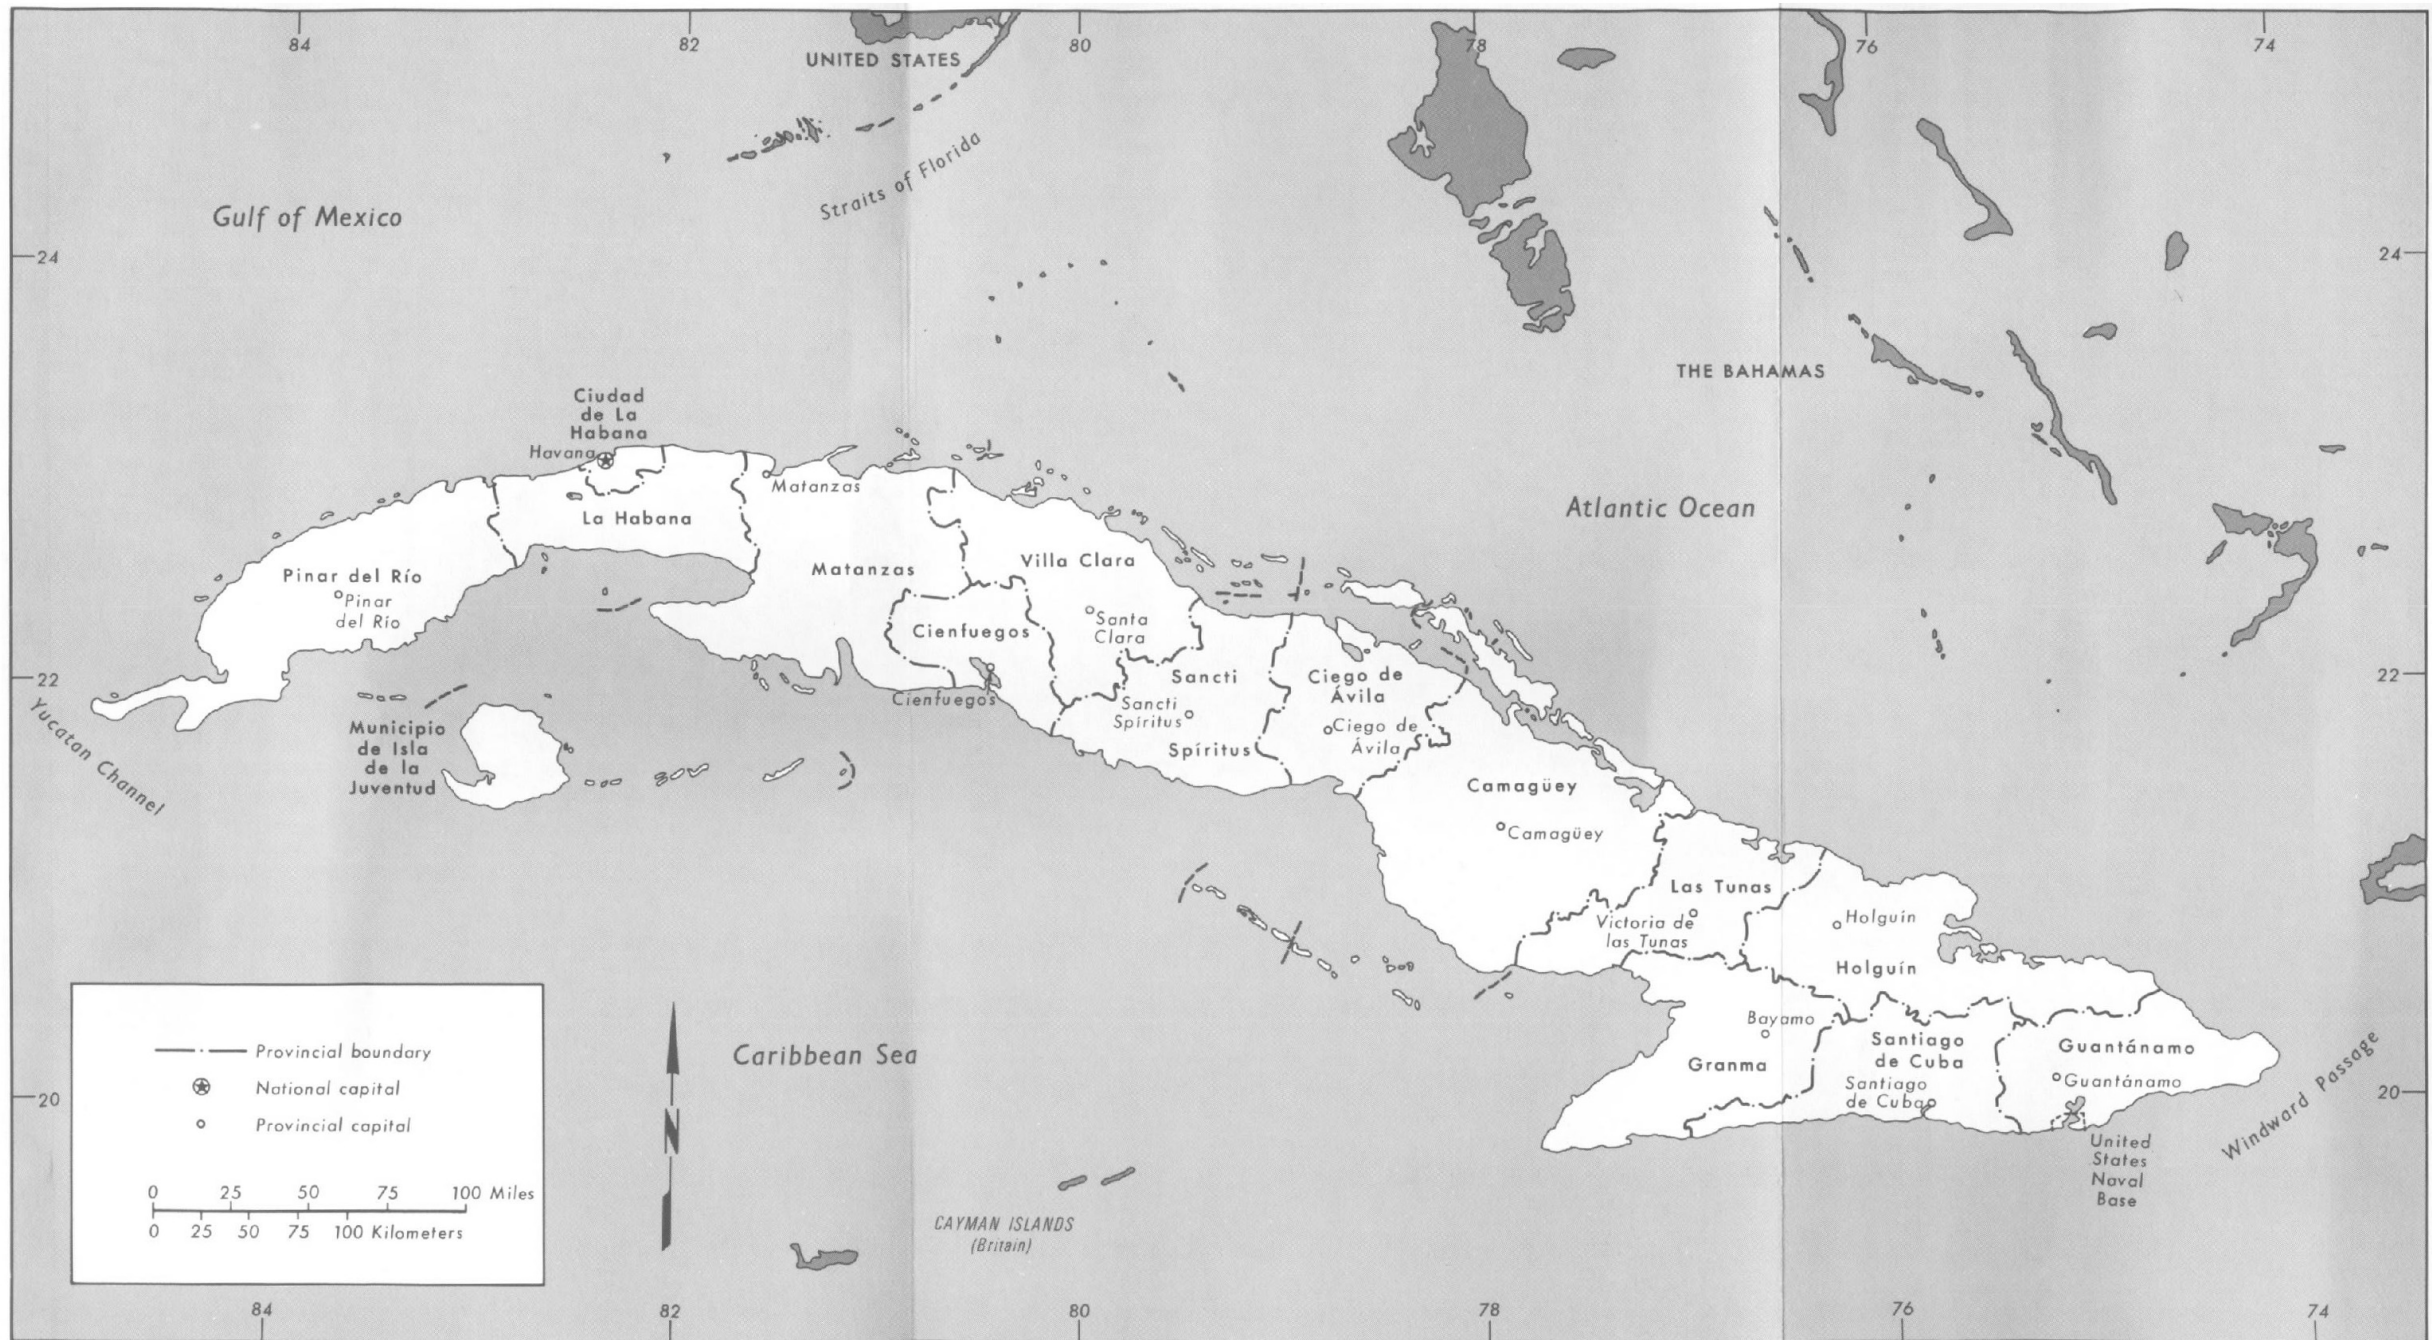 84
82
80
78
76
74
UNITED STATES
Straits of Florida
Gulf of Mexico
24
24
THE BAHAMAS
Ciudad
de La
Habana
Havana
Matanzas
La Habana
Atlantic Ocean
Pinar del Río
Pinar
del Río
Matanzas
Villa Clara
Cienfuegos
Santa
Clara
22
22
Cienfuegos
Sancti
Spíritus
Sancti
Spíritus
Ciego de
Ávila
Ciego de
Ávila
Yucatan Channel
Municipio
de Isla
de la
Juventud
Camagüey
Camagüey
Las Tunas
Victoria de
las Tunas
Holguín
Holguín
Bayamo
Granma
Santiago
de Cuba
Santiago
de Cuba
Guantánamo
Guantánamo
20
20
Windward Passage
United
States
Naval
Base
Caribbean Sea
N
CAYMAN ISLANDS
(Britain)
Provincial boundary
National capital
Provincial capital
0 25 50 75 100 Miles
0 25 50 75 100 Kilometers
84
82
80
78
76
74